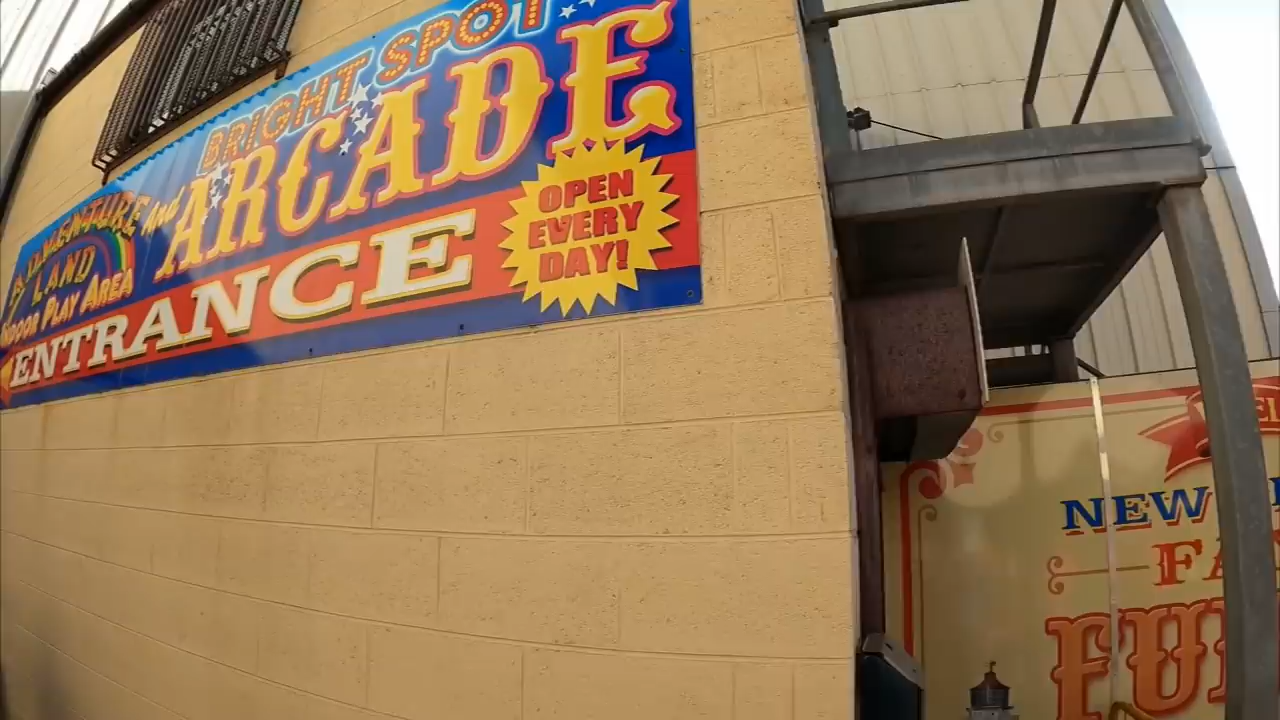 BRIGHT SPOT
ADVENTURE
LAND
And
ARCADE
INDOOR PLAY AREA
ENTRANCE
OPEN
EVERY
DAY!
NEW